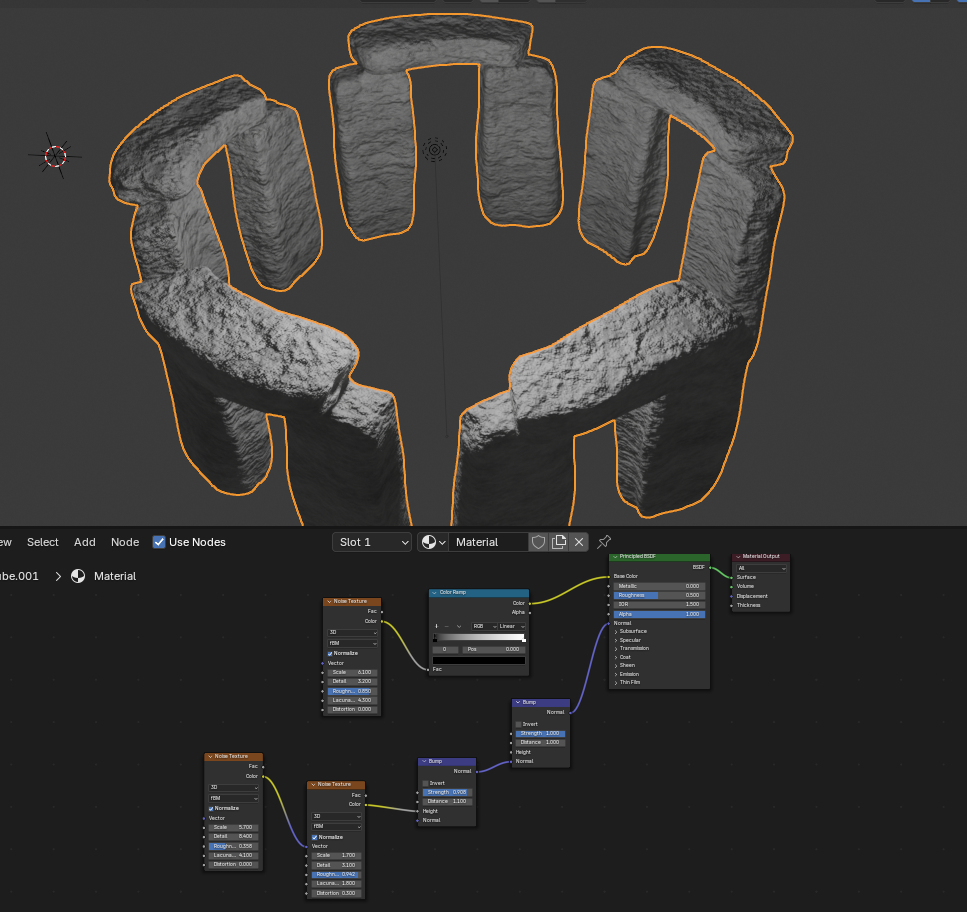 ew Select Add Node Use Nodes Slot 1 Material
ube.001 > Material
Principled BSDF
BSDF
Base Color
Metallic 0.000
Roughness 0.500
IOR 1.500
Alpha 1.000
Normal
> Subsurface
> Specular
> Transmission
> Coat
> Sheen
> Emission
> Thin Film
Material Output
All
Surface
Volume
Displacement
Thickness
Color Ramp
Color
Alpha
+ − RGB Linear
0 Pos 0.000
Fac
Noise Texture
Fac
Color
3D
fBM
Normalize
Vector
Scale 6.100
Detail 3.200
Roughn... 0.850
Lacuna... 4.300
Distortion 0.000
Bump
Normal
Invert
Strength 1.000
Distance 1.000
Height
Normal
Bump
Normal
Invert
Strength 0.908
Distance 1.100
Height
Normal
Noise Texture
Fac
Color
3D
fBM
Normalize
Vector
Scale 5.700
Detail 8.400
Roughn... 0.358
Lacuna... 4.100
Distortion 0.000
Noise Texture
Fac
Color
3D
fBM
Normalize
Vector
Scale 1.700
Detail 3.100
Roughn... 0.942
Lacuna... 1.800
Distortion 0.300